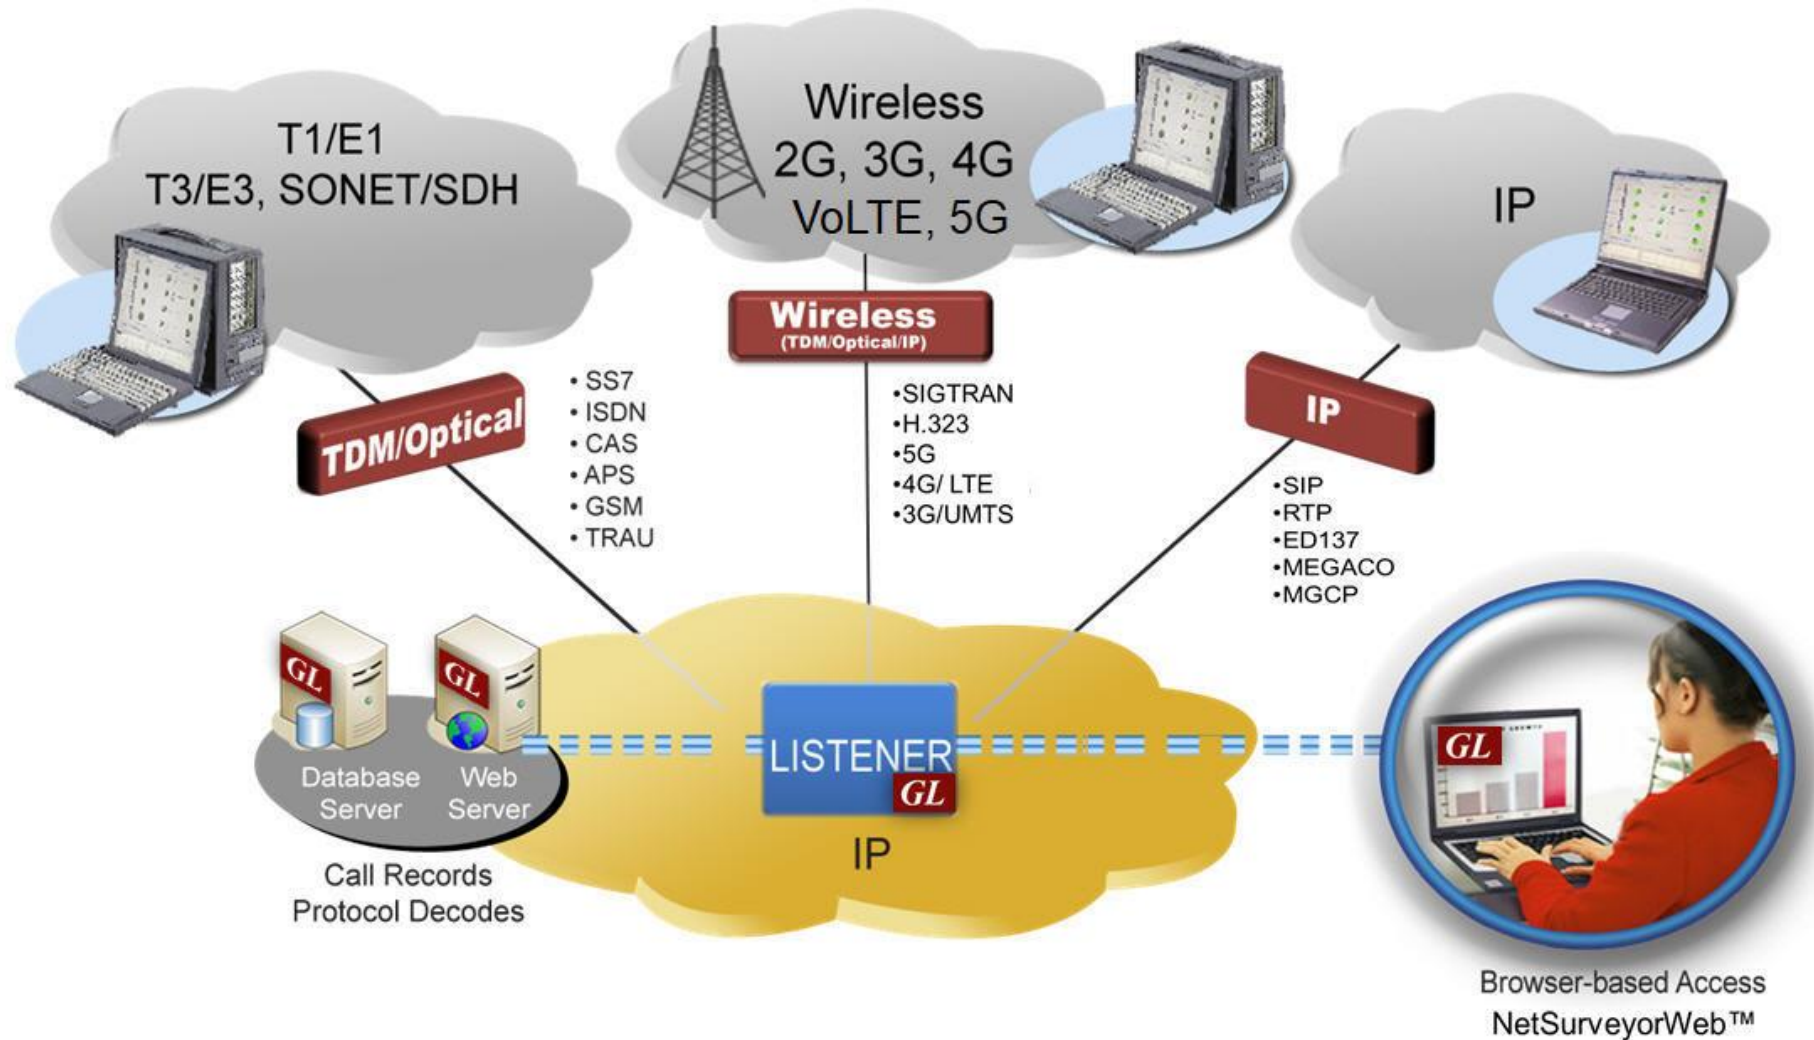 T1/E1
T3/E3, SONET/SDH
Wireless
2G, 3G, 4G
VoLTE, 5G
IP
TDM/Optical
• SS7
• ISDN
• CAS
• APS
• GSM
• TRAU
Wireless
(TDM/Optical/IP)
•SIGTRAN
•H.323
•5G
•4G/ LTE
•3G/UMTS
IP
•SIP
•RTP
•ED137
•MEGACO
•MGCP
GL
GL
Database
Server
Web
Server
Call Records
Protocol Decodes
LISTENER
GL
IP
GL
Browser-based Access
NetSurveyorWeb™